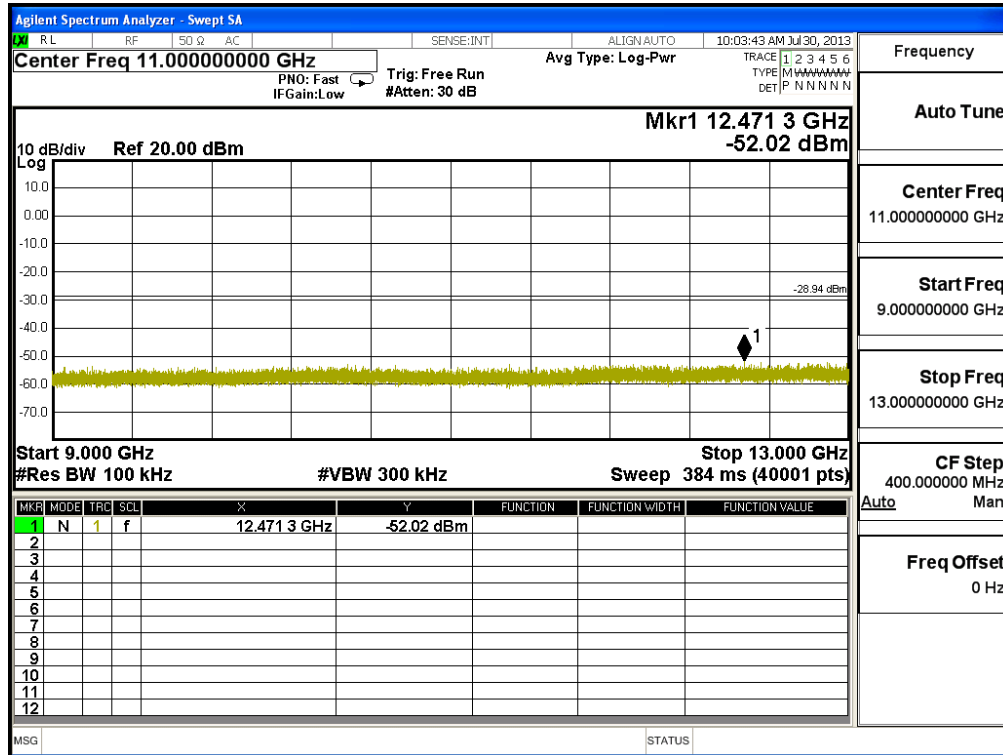 Agilent Spectrum Analyzer - Swept SA
LXI RL RF 50 Ω AC SENSE:INT ALIGN AUTO 10:03:43 AM Jul 30, 2013
Center Freq 11.000000000 GHz
PNO: Fast
IFGain:Low
Trig: Free Run
#Atten: 30 dB
Avg Type: Log-Pwr
TRACE 1 2 3 4 5 6
TYPE M WWWWW
DET P N N N N N
Frequency
Auto Tune
Center Freq
11.000000000 GHz
Start Freq
9.000000000 GHz
Stop Freq
13.000000000 GHz
CF Step
400.000000 MHz
Auto Man
Freq Offset
0 Hz
Mkr1 12.471 3 GHz
-52.02 dBm
10 dB/div Ref 20.00 dBm
Log
10.0
0.00
-10.0
-20.0
-28.94 dBm
-30.0
-40.0
1
-50.0
-60.0
-70.0
Start 9.000 GHz Stop 13.000 GHz
#Res BW 100 kHz #VBW 300 kHz Sweep 384 ms (40001 pts)
MKR MODE TRC SCL X Y FUNCTION FUNCTION WIDTH FUNCTION VALUE
1 N 1 f 12.471 3 GHz -52.02 dBm
2
3
4
5
6
7
8
9
10
11
12
MSG STATUS